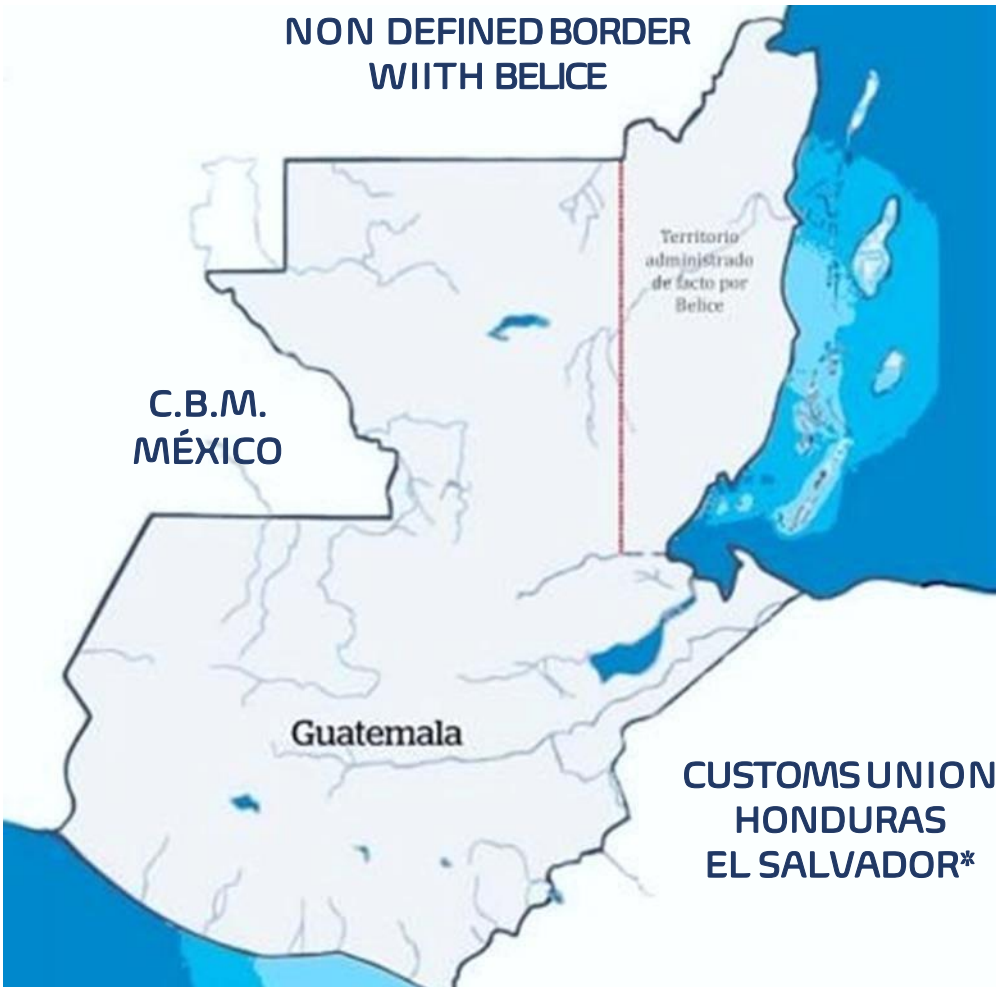 NON DEFINED BORDER
WIITH BELICE
Territorio
administrado
de facto por
Belice
C.B.M.
MÉXICO
Guatemala
CUSTOMS UNION
HONDURAS
EL SALVADOR*